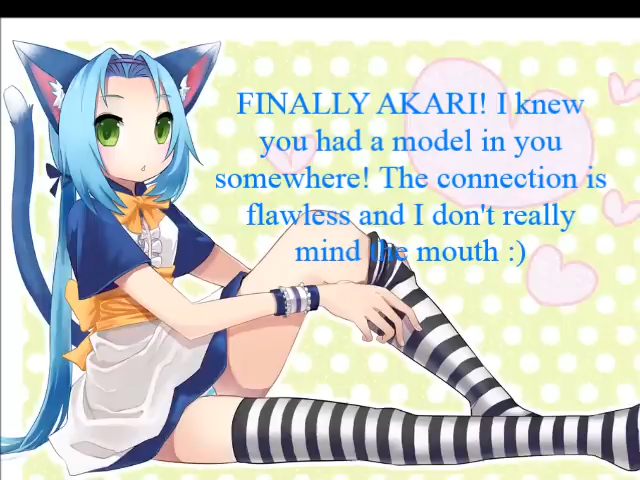 FINALLY AKARI! I knew
you had a model in you
somewhere! The connection is
flawless and I don't really
mind the mouth :)